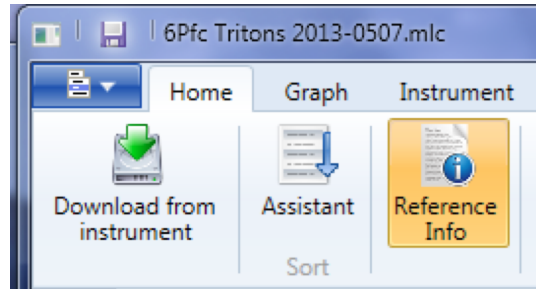 6Pfc Tritons 2013-0507.mlc
Home Graph Instrument
Download from
instrument
Assistant
Reference
Info
Sort